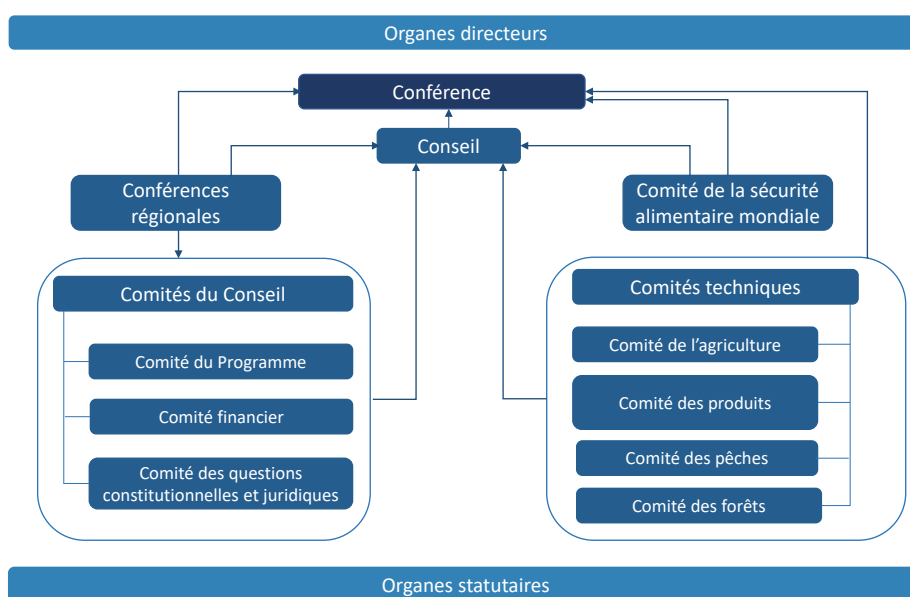 Organes directeurs
Conférence
Conseil
Conférences
régionales
Comité de la sécurité
alimentaire mondiale
Comités du Conseil
Comité du Programme
Comité financier
Comité des questions
constitutionnelles et juridiques
Comités techniques
Comité de l’agriculture
Comité des produits
Comité des pêches
Comité des forêts
Organes statutaires